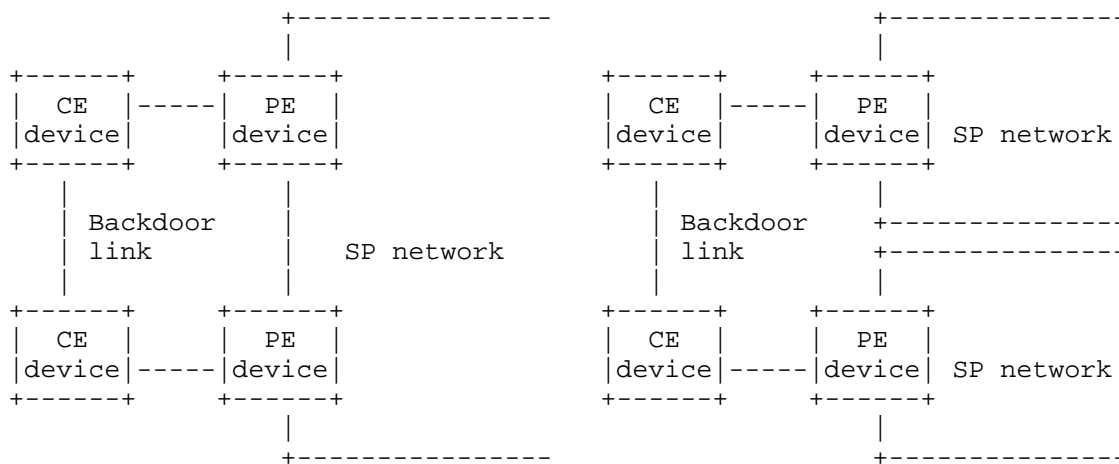 CE PE CE PE
device device device device SP network
Backdoor Backdoor
link SP network link
CE PE CE PE
device device device device SP network